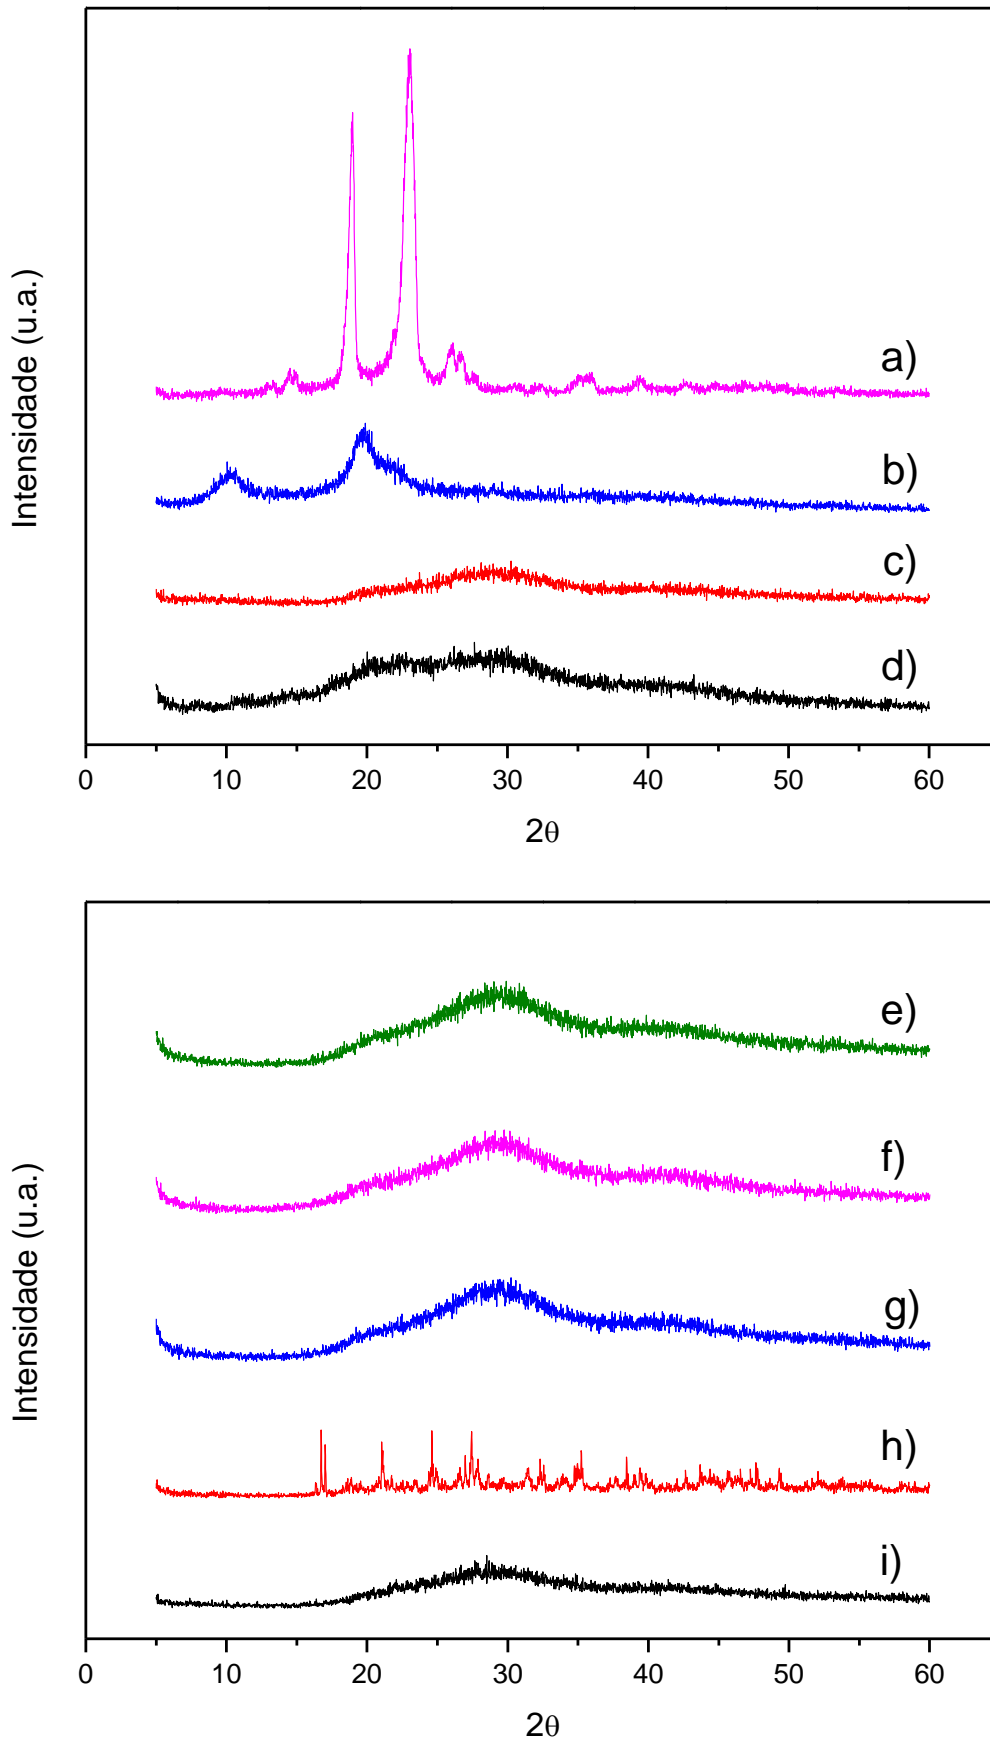 Intensidade (u.a.)
a)
b)
c)
d)
0 10 20 30 40 50 60
2θ
Intensidade (u.a.)
e)
f)
g)
h)
i)
0 10 20 30 40 50 60
2θ